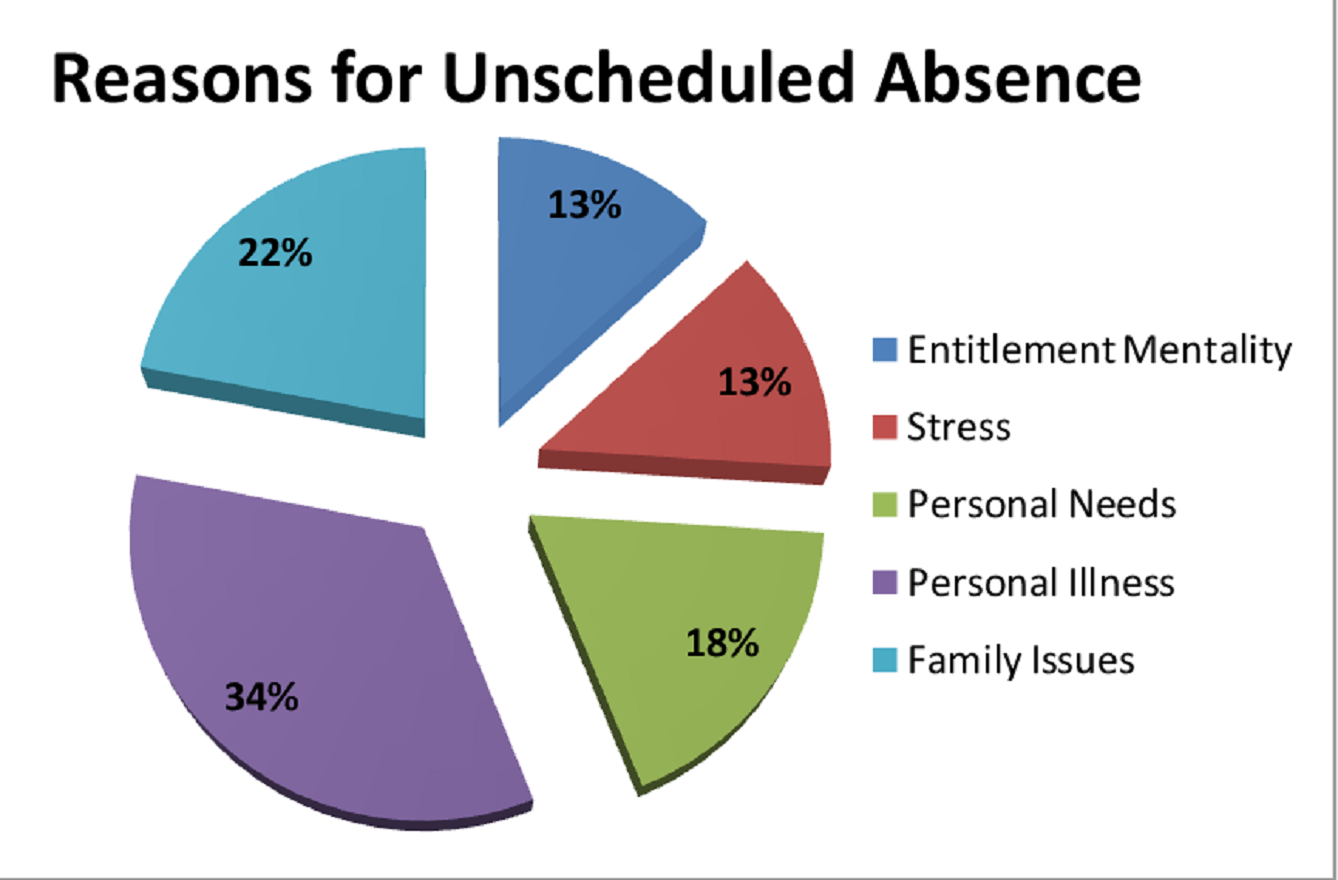 Reasons for Unscheduled Absence
13%
22%
13%
18%
34%
Entitlement Mentality
Stress
Personal Needs
Personal Illness
Family Issues